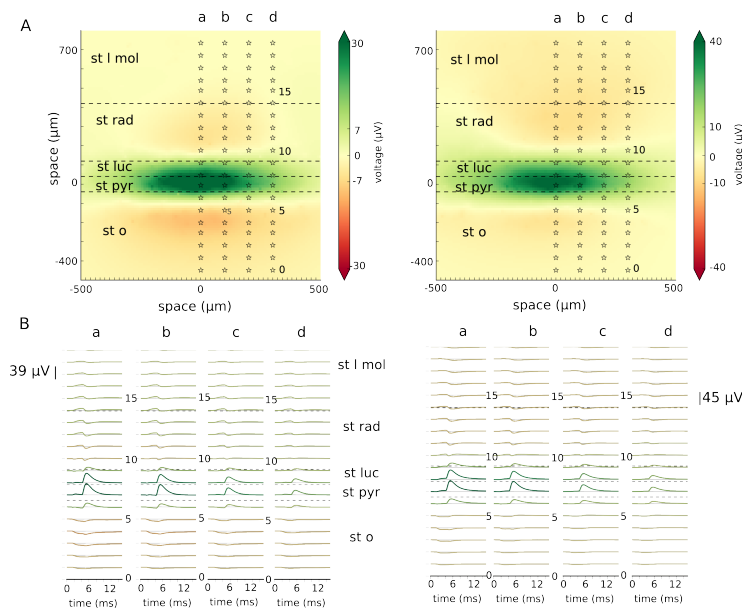 A
a b c d
a b c d
700
st l mol
15
st rad
10
st luc
0
st pyr
5
5
st o
-400
0
-500
0
500
space (µm)
space (µm)
30
7
0
-7
-30
voltage (µV)
700
st l mol
15
st rad
10
st luc
0
st pyr
5
st o
-400
0
-500
0
500
space (µm)
40
10
0
-10
-40
voltage (µV)
B
a b c d
39 µV
15 15 15
10 10 10
5 5 5
0 0 0
0 6 12
0 6 12
0 6 12
0 6 12
time (ms) time (ms) time (ms) time (ms)
st l mol
st rad
st luc
st pyr
st o
a b c d
45 µV
15 15 15
10 10 10
5 5 5
0 0 0
0 6 12
0 6 12
0 6 12
0 6 12
time (ms) time (ms) time (ms) time (ms)